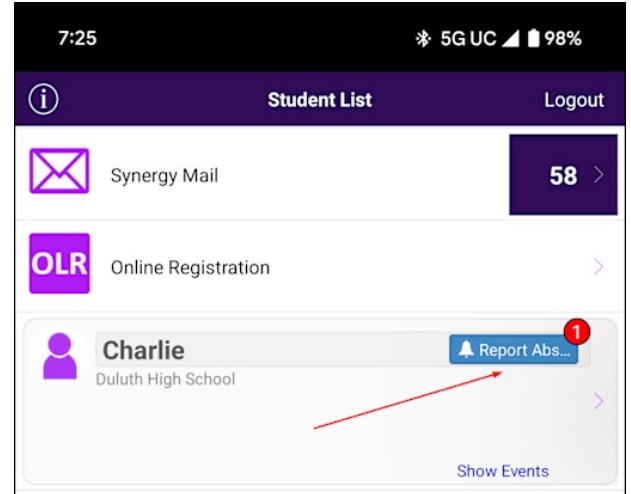 7:25 5G UC 98%
i Student List Logout
Synergy Mail 58
OLR Online Registration
Charlie Report Abs... 1
Duluth High School
Show Events